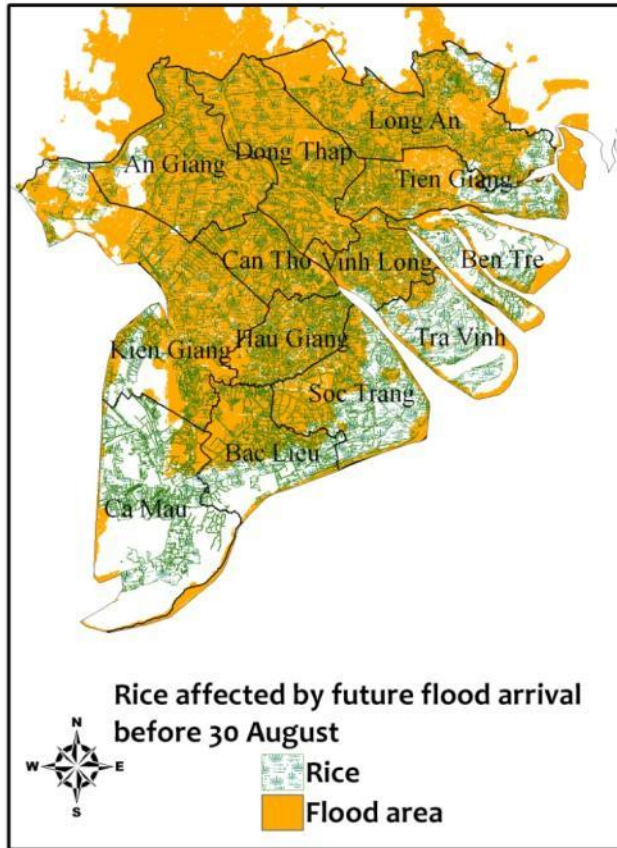 Long An
An Giang
Dong Thap
Tien Giang
Can Tho
Vinh Long
Ben Tre
Kien Giang
Hau Giang
Tra Vinh
Soc Trang
Bac Lieu
Ca Mau
Rice affected by future flood arrival
before 30 August
N
W
E
S
Rice
Flood area